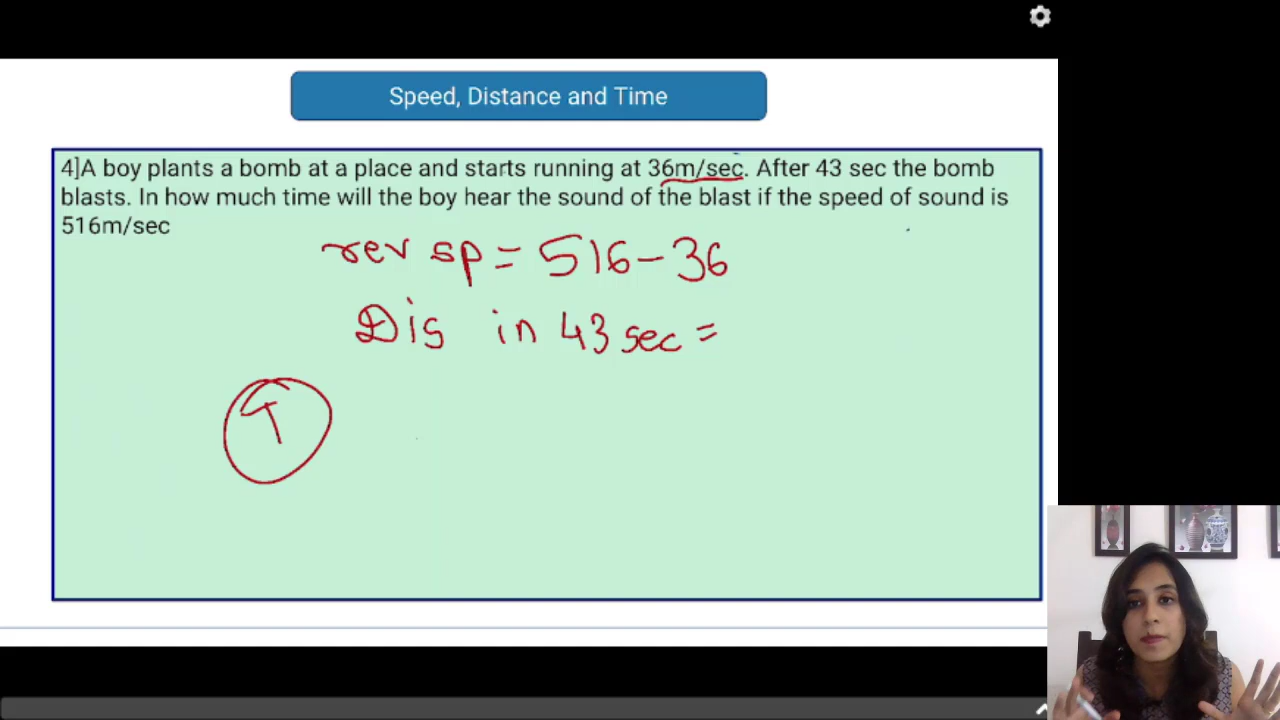 Speed, Distance and Time
4]A boy plants a bomb at a place and starts running at 36m/sec. After 43 sec the bomb
blasts. In how much time will the boy hear the sound of the blast if the speed of sound is
516m/sec
rev sp = 516-36
Dis in 43 sec =
T